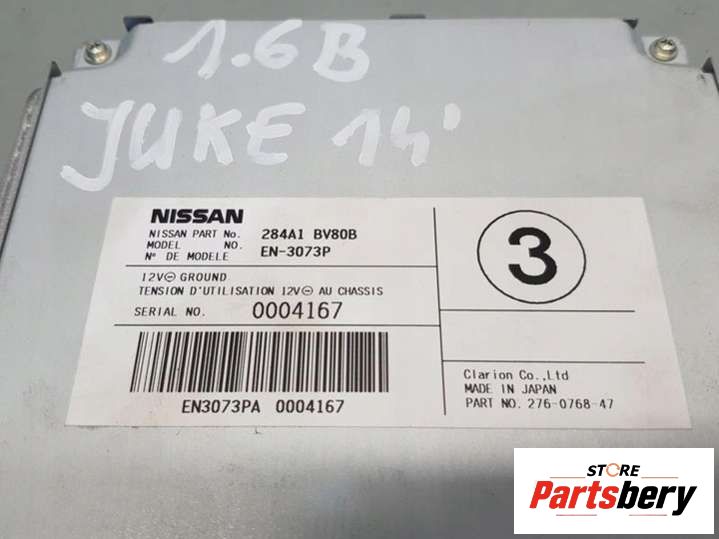 1.6B
JUKE 14'
NISSAN
NISSAN PART No. 284A1 BV80B
MODEL NO. EN-3073P
N° DE MODELE
12V⊖ GROUND
TENSION D'UTILISATION 12V⊖ AU CHASSIS
SERIAL NO. 0004167
EN3073PA 0004167
3
Clarion Co.,Ltd
MADE IN JAPAN
PART NO. 276-0768-47
STORE
Partsbery